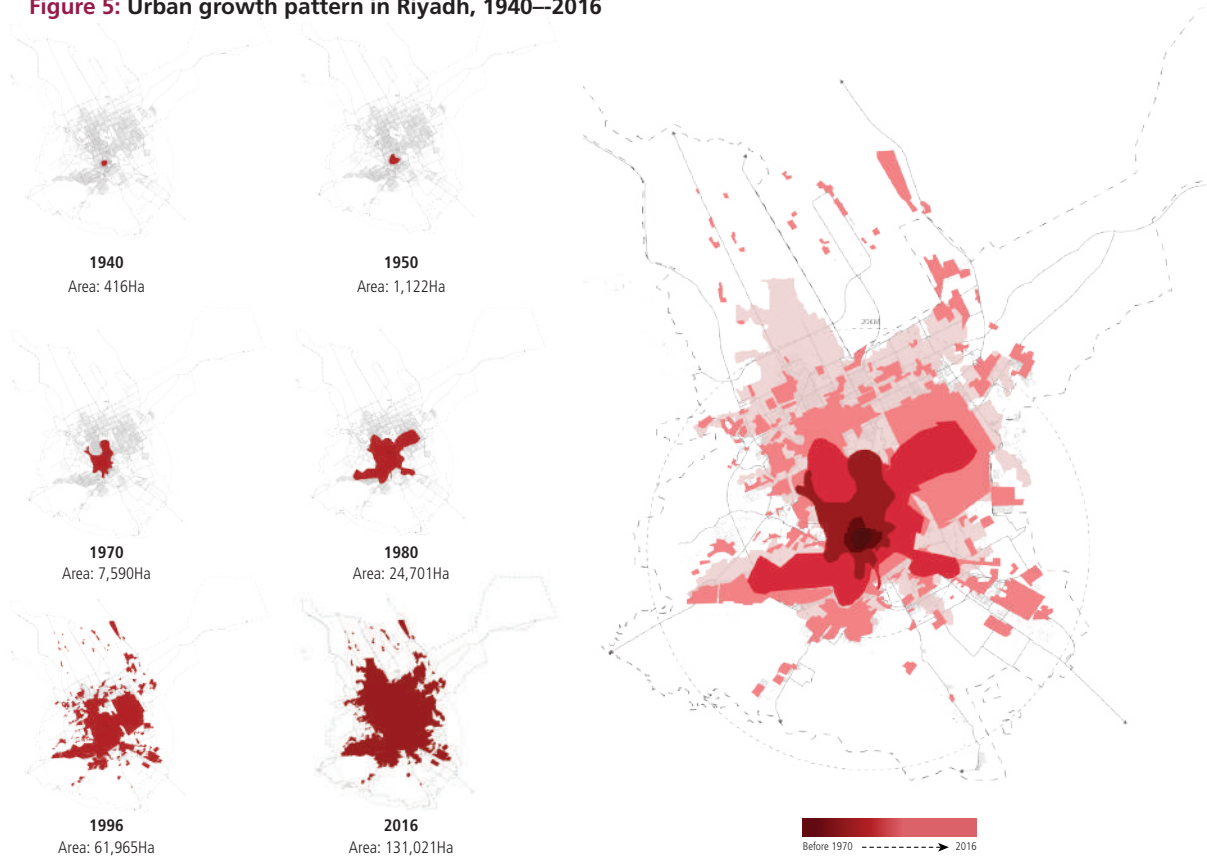 Figure 5: Urban growth pattern in Riyadh, 1940–-2016
1940
Area: 416Ha
1950
Area: 1,122Ha
1970
Area: 7,590Ha
1980
Area: 24,701Ha
1996
Area: 61,965Ha
2016
Area: 131,021Ha
Before 1970
2016